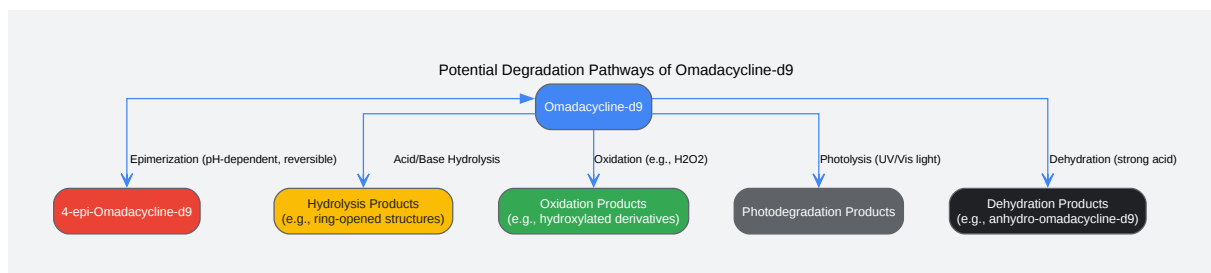 Potential Degradation Pathways of Omadacycline-d9
Omadacycline-d9
Epimerization (pH-dependent, reversible)
Acid/Base Hydrolysis
Oxidation (e.g., H2O2)
Photolysis (UV/Vis light)
Dehydration (strong acid)
4-epi-Omadacycline-d9
Hydrolysis Products
(e.g., ring-opened structures)
Oxidation Products
(e.g., hydroxylated derivatives)
Photodegradation Products
Dehydration Products
(e.g., anhydro-omadacycline-d9)